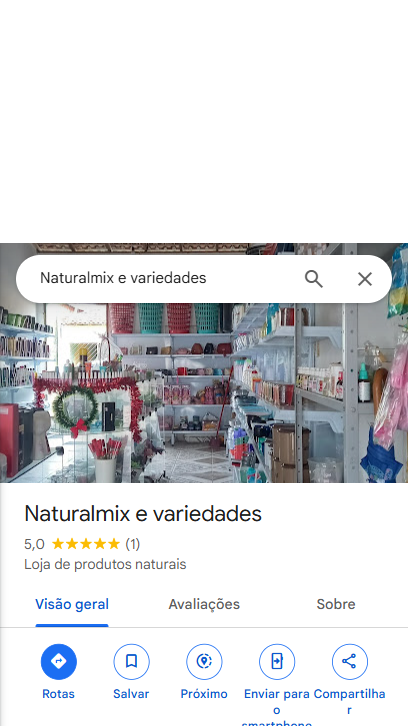 Naturalmix e variedades
Naturalmix e variedades
5,0 (1)
Loja de produtos naturais
Visão geral
Avaliações
Sobre
Rotas
Salvar
Próximo
Enviar para
o
smartphone
Compartilha
r